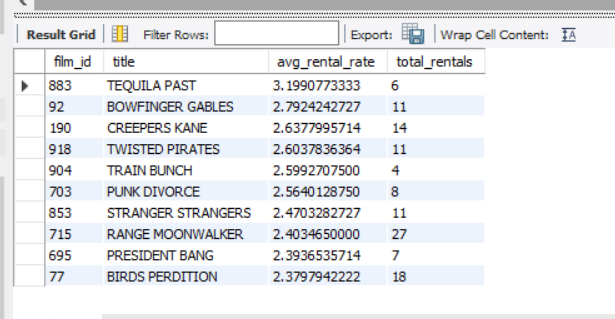 Result Grid Filter Rows: Export: Wrap Cell Content: IA
film_id title avg_rental_rate total_rentals
883 TEQUILA PAST 3.1990773333 6
92 BOWFINGER GABLES 2.7924242727 11
190 CREEPERS KANE 2.6377995714 14
918 TWISTED PIRATES 2.6037836364 11
904 TRAIN BUNCH 2.5992707500 4
703 PUNK DIVORCE 2.5640128750 8
853 STRANGER STRANGERS 2.4703282727 11
715 RANGE MOONWALKER 2.4034650000 27
695 PRESIDENT BANG 2.3936535714 7
77 BIRDS PERDITION 2.3797942222 18